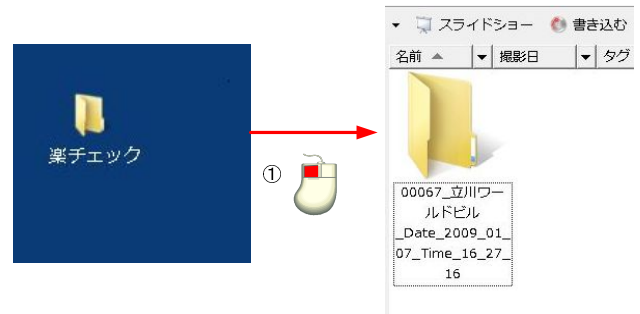 楽チェック
①
スライドショー 書き込む
名前 撮影日 タグ
00067_立川ワー
ルドビル
_Date_2009_01_
07_Time_16_27_
16